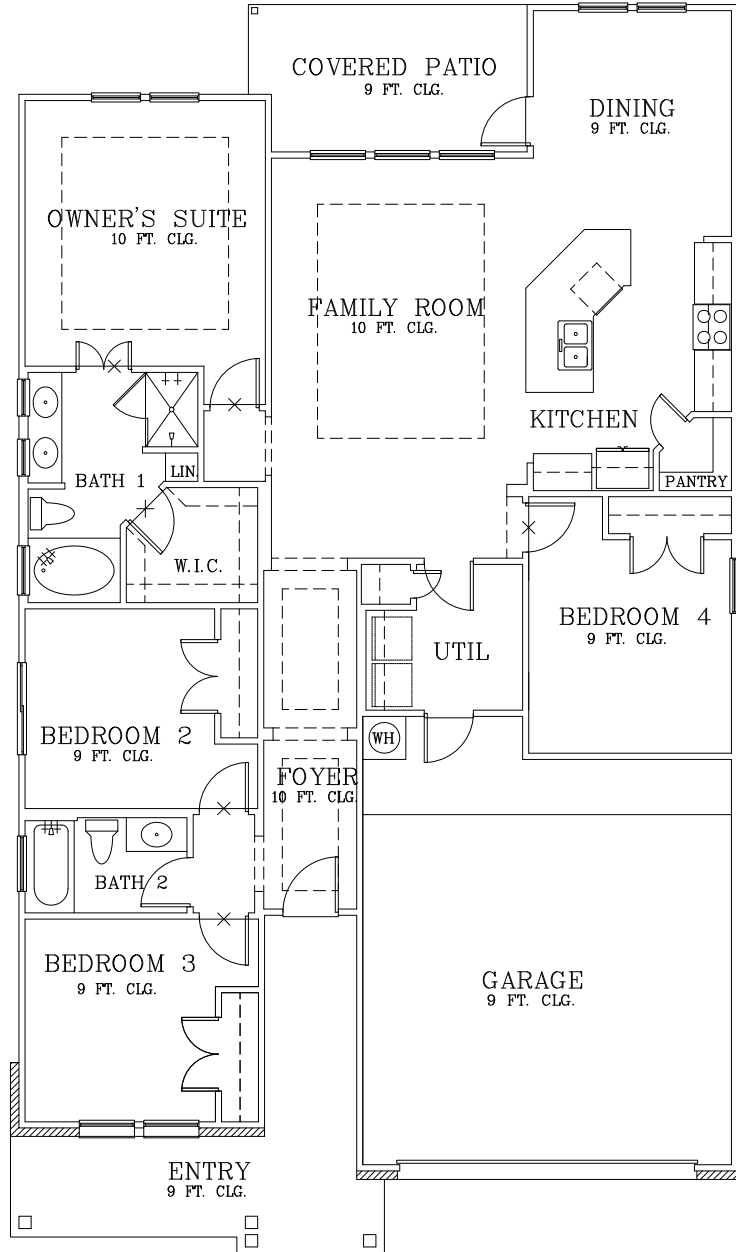 COVERED PATIO
9 FT. CLG.
DINING
9 FT. CLG.
OWNER'S SUITE
10 FT. CLG.
FAMILY ROOM
10 FT. CLG.
KITCHEN
LIN.
BATH 1
PANTRY
W.I.C.
BEDROOM 4
9 FT. CLG.
UTIL
BEDROOM 2
9 FT. CLG.
WH
FOYER
10 FT. CLG.
BATH 2
BEDROOM 3
9 FT. CLG.
GARAGE
9 FT. CLG.
ENTRY
9 FT. CLG.